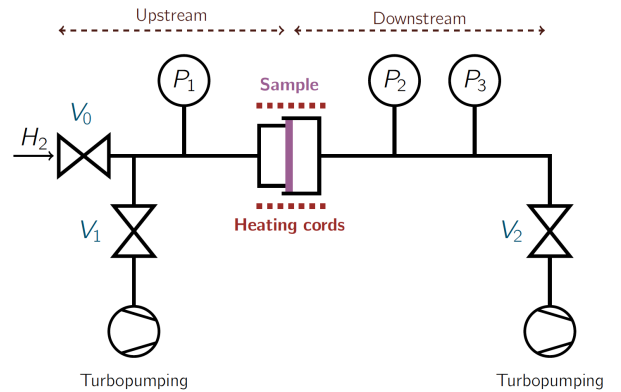 Upstream
Downstream
P1
P2
P3
Sample
V0
H2
V1
V2
Heating cords
Turbopumping
Turbopumping